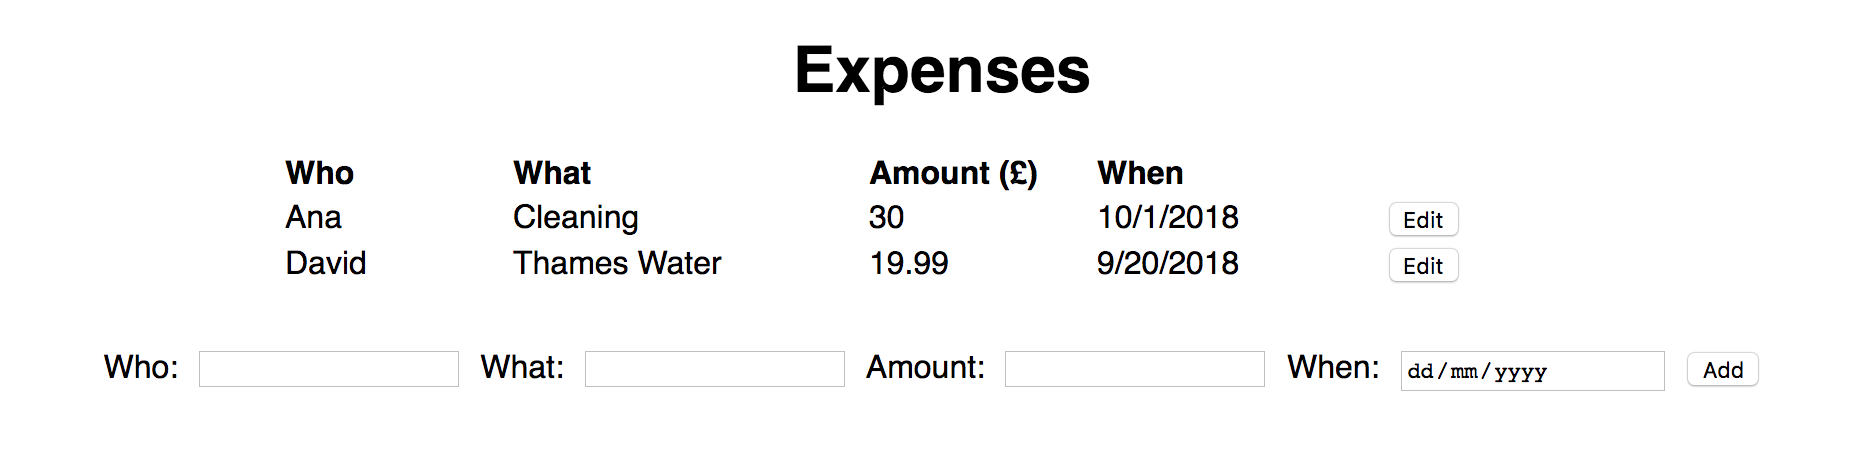 Expenses
Who What Amount (£) When
Ana Cleaning 30 10/1/2018 Edit
David Thames Water 19.99 9/20/2018 Edit
Who: What: Amount: When: dd/mm/yyyy Add